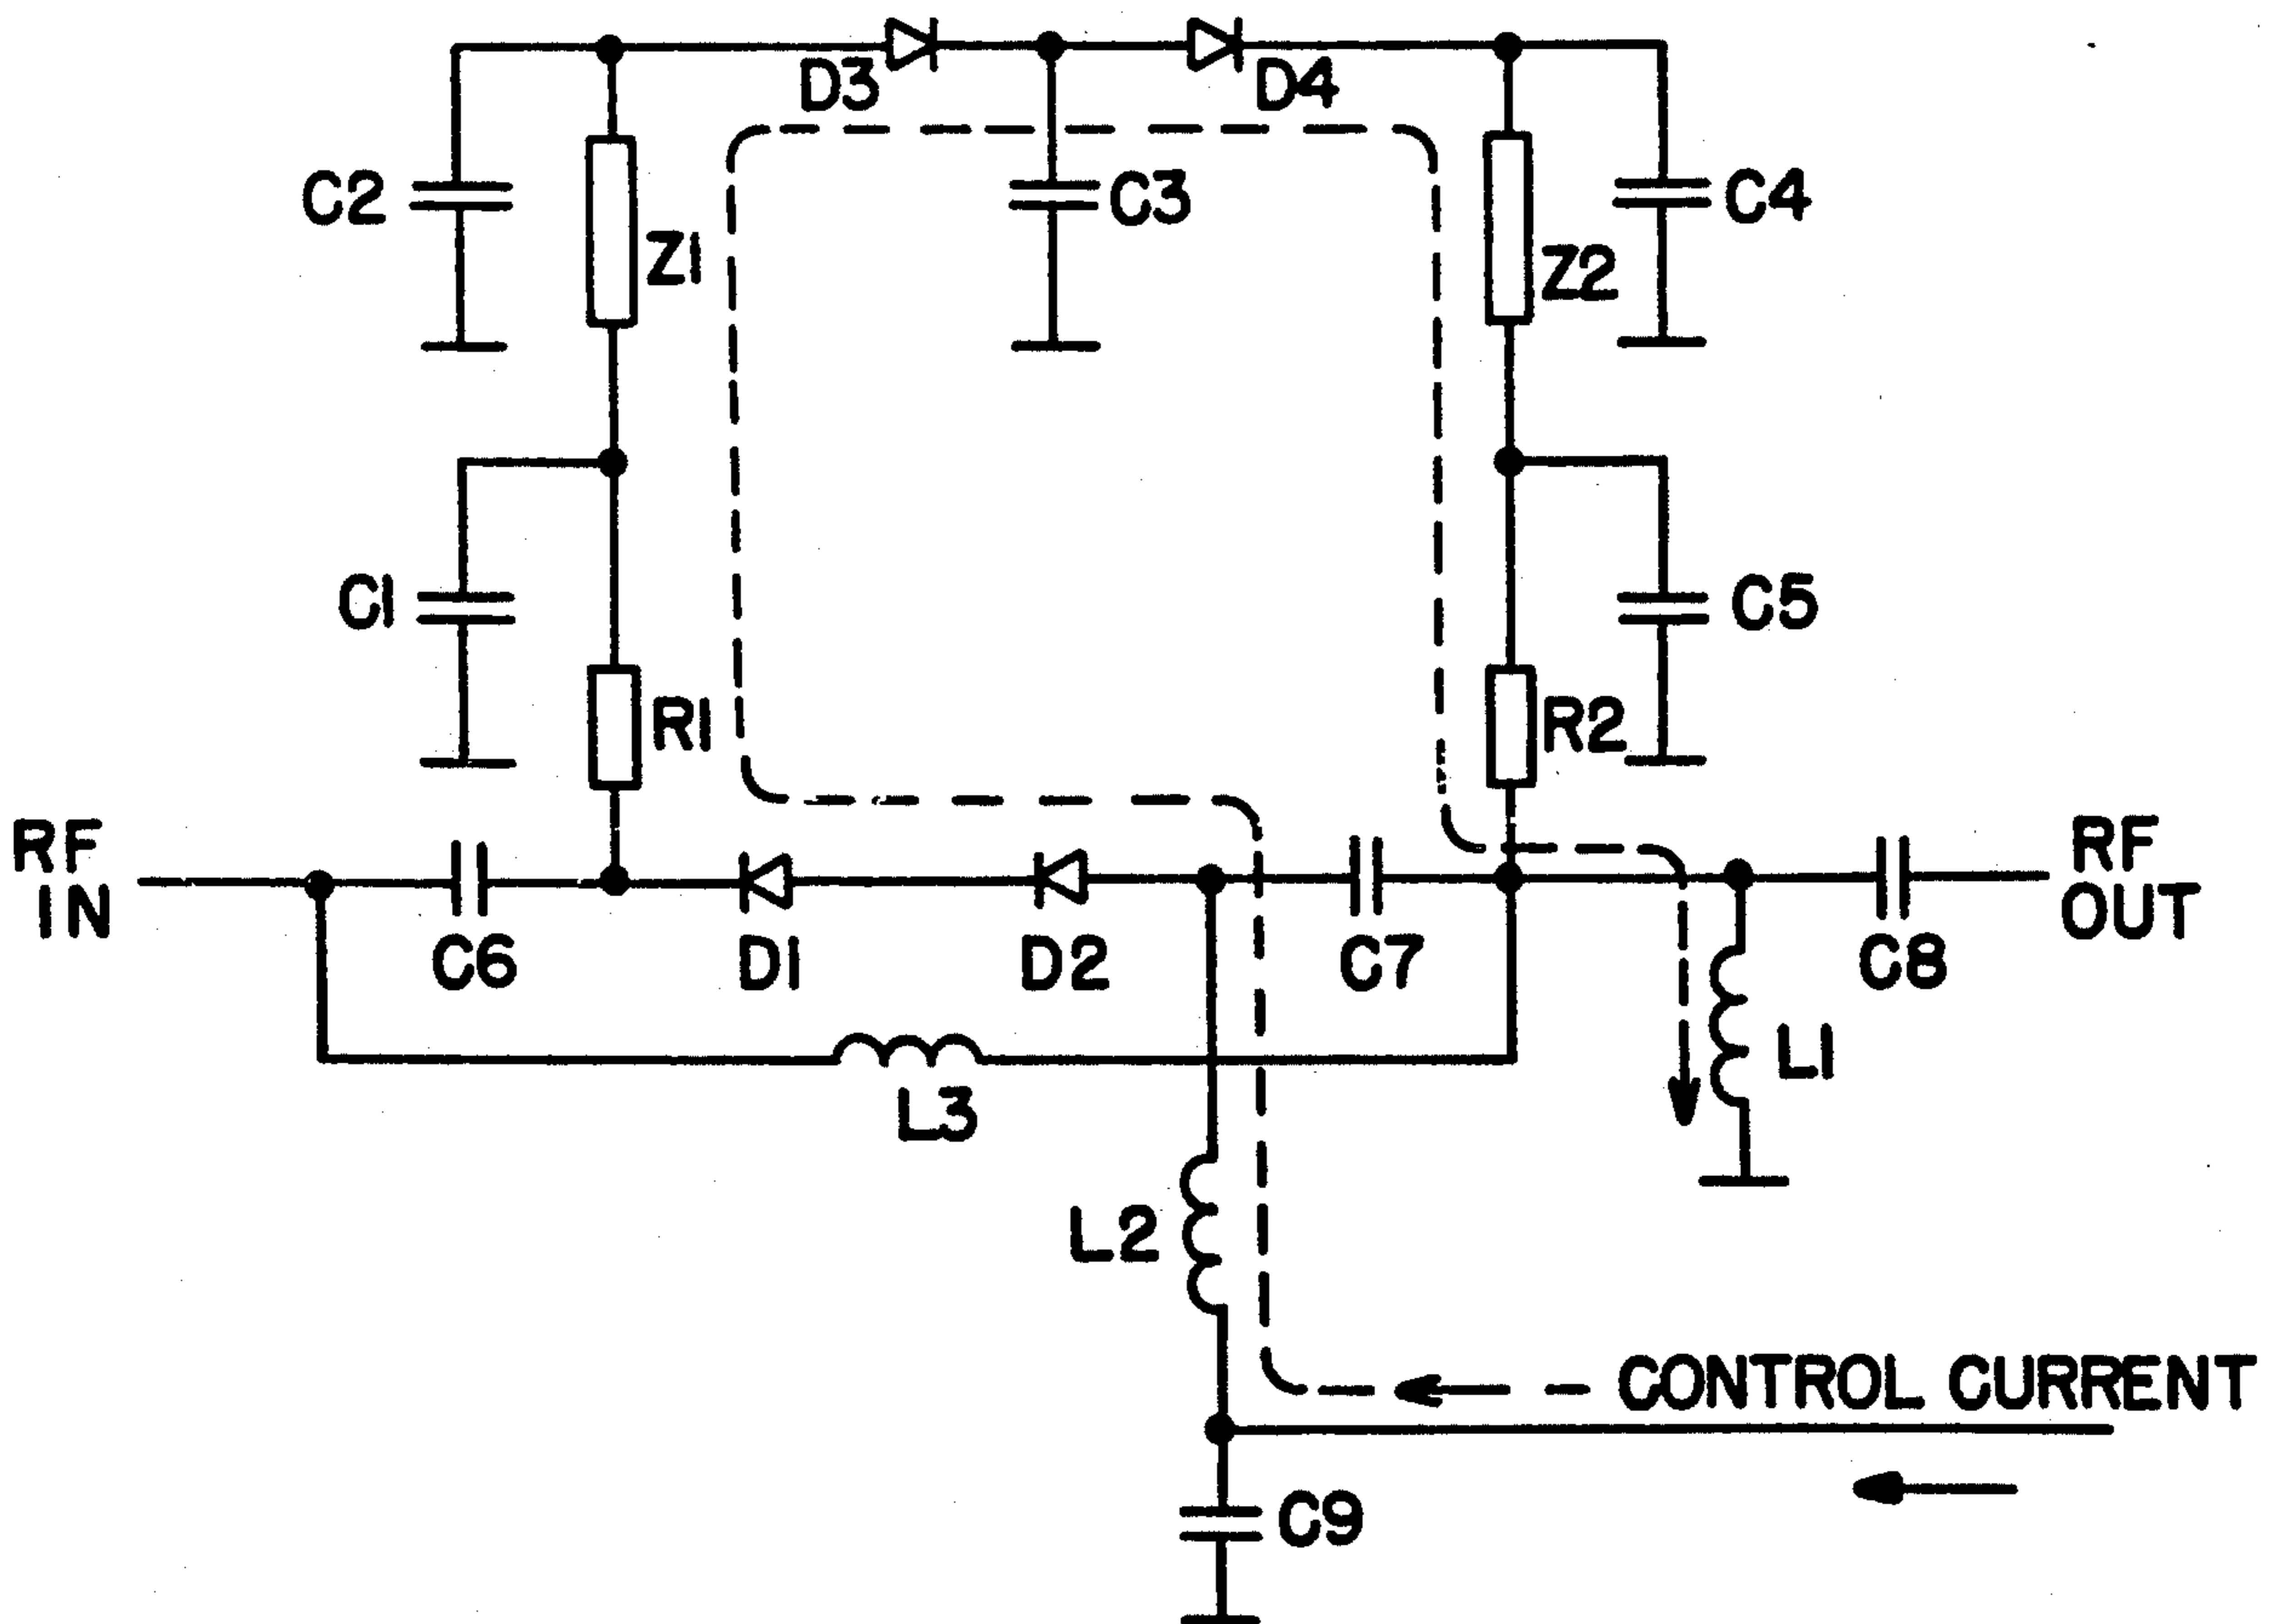 D3
D4
C2
Z1
C3
Z2
C4
C1
R1
R2
C5
RF
IN
C6
D1
D2
C7
C8
RF
OUT
L3
L1
L2
CONTROL CURRENT
C9